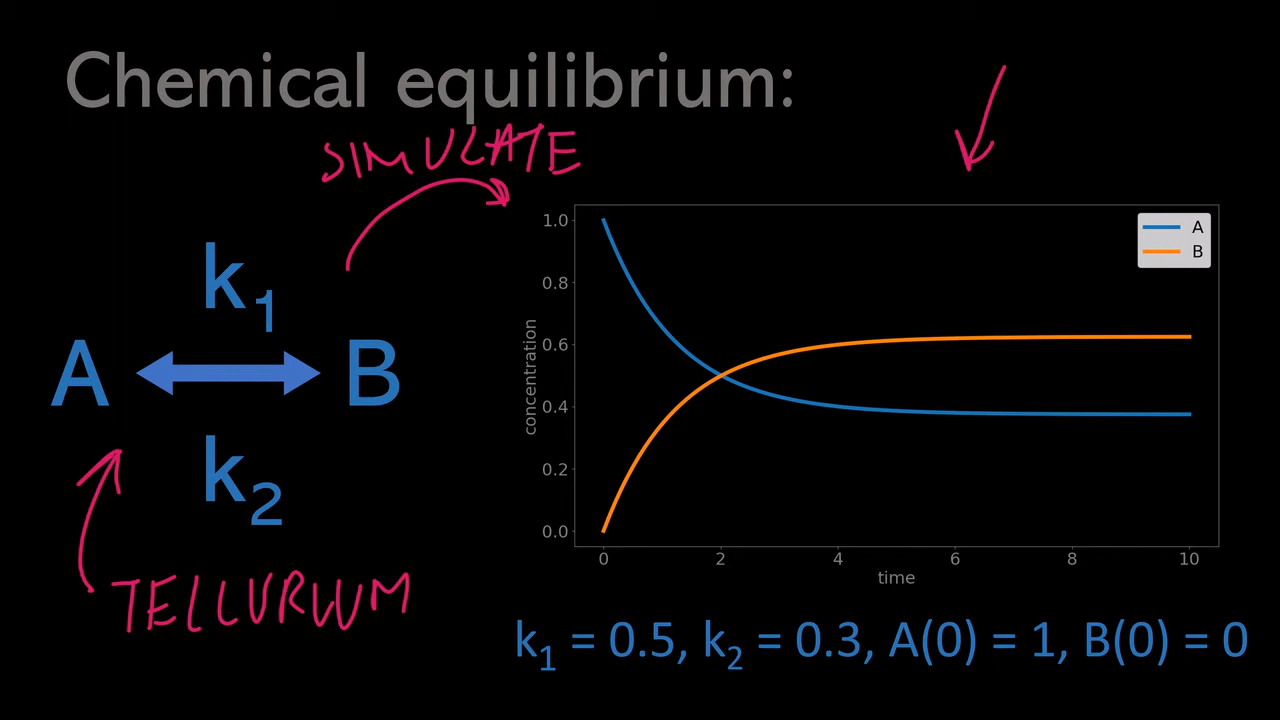 Chemical equilibrium:
SIMULATE
k1
A B
k2
TELLURIUM
A
B
1.0
0.8
0.6
0.4
0.2
0.0
concentration
0 2 4 6 8 10
time
k1 = 0.5, k2 = 0.3, A(0) = 1, B(0) = 0